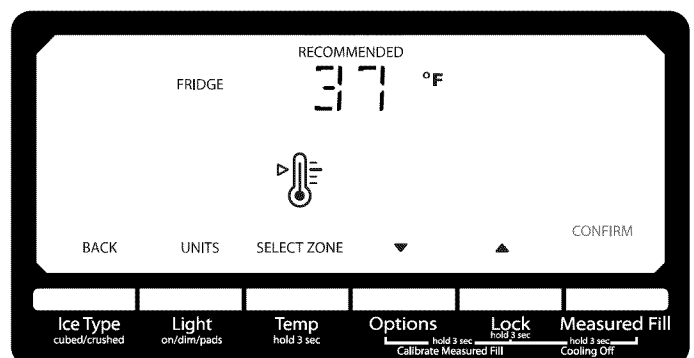 RECOMMENDED
FRIDGE 37 °F
CONFIRM
BACK UNITS SELECT ZONE
Ice Type Light Temp Options Lock Measured Fill
cubed/crushed on/dim/pads hold 3 sec hold 3 sec hold 3 sec hold 3 sec
Calibrate Measured Fill Cooling Off